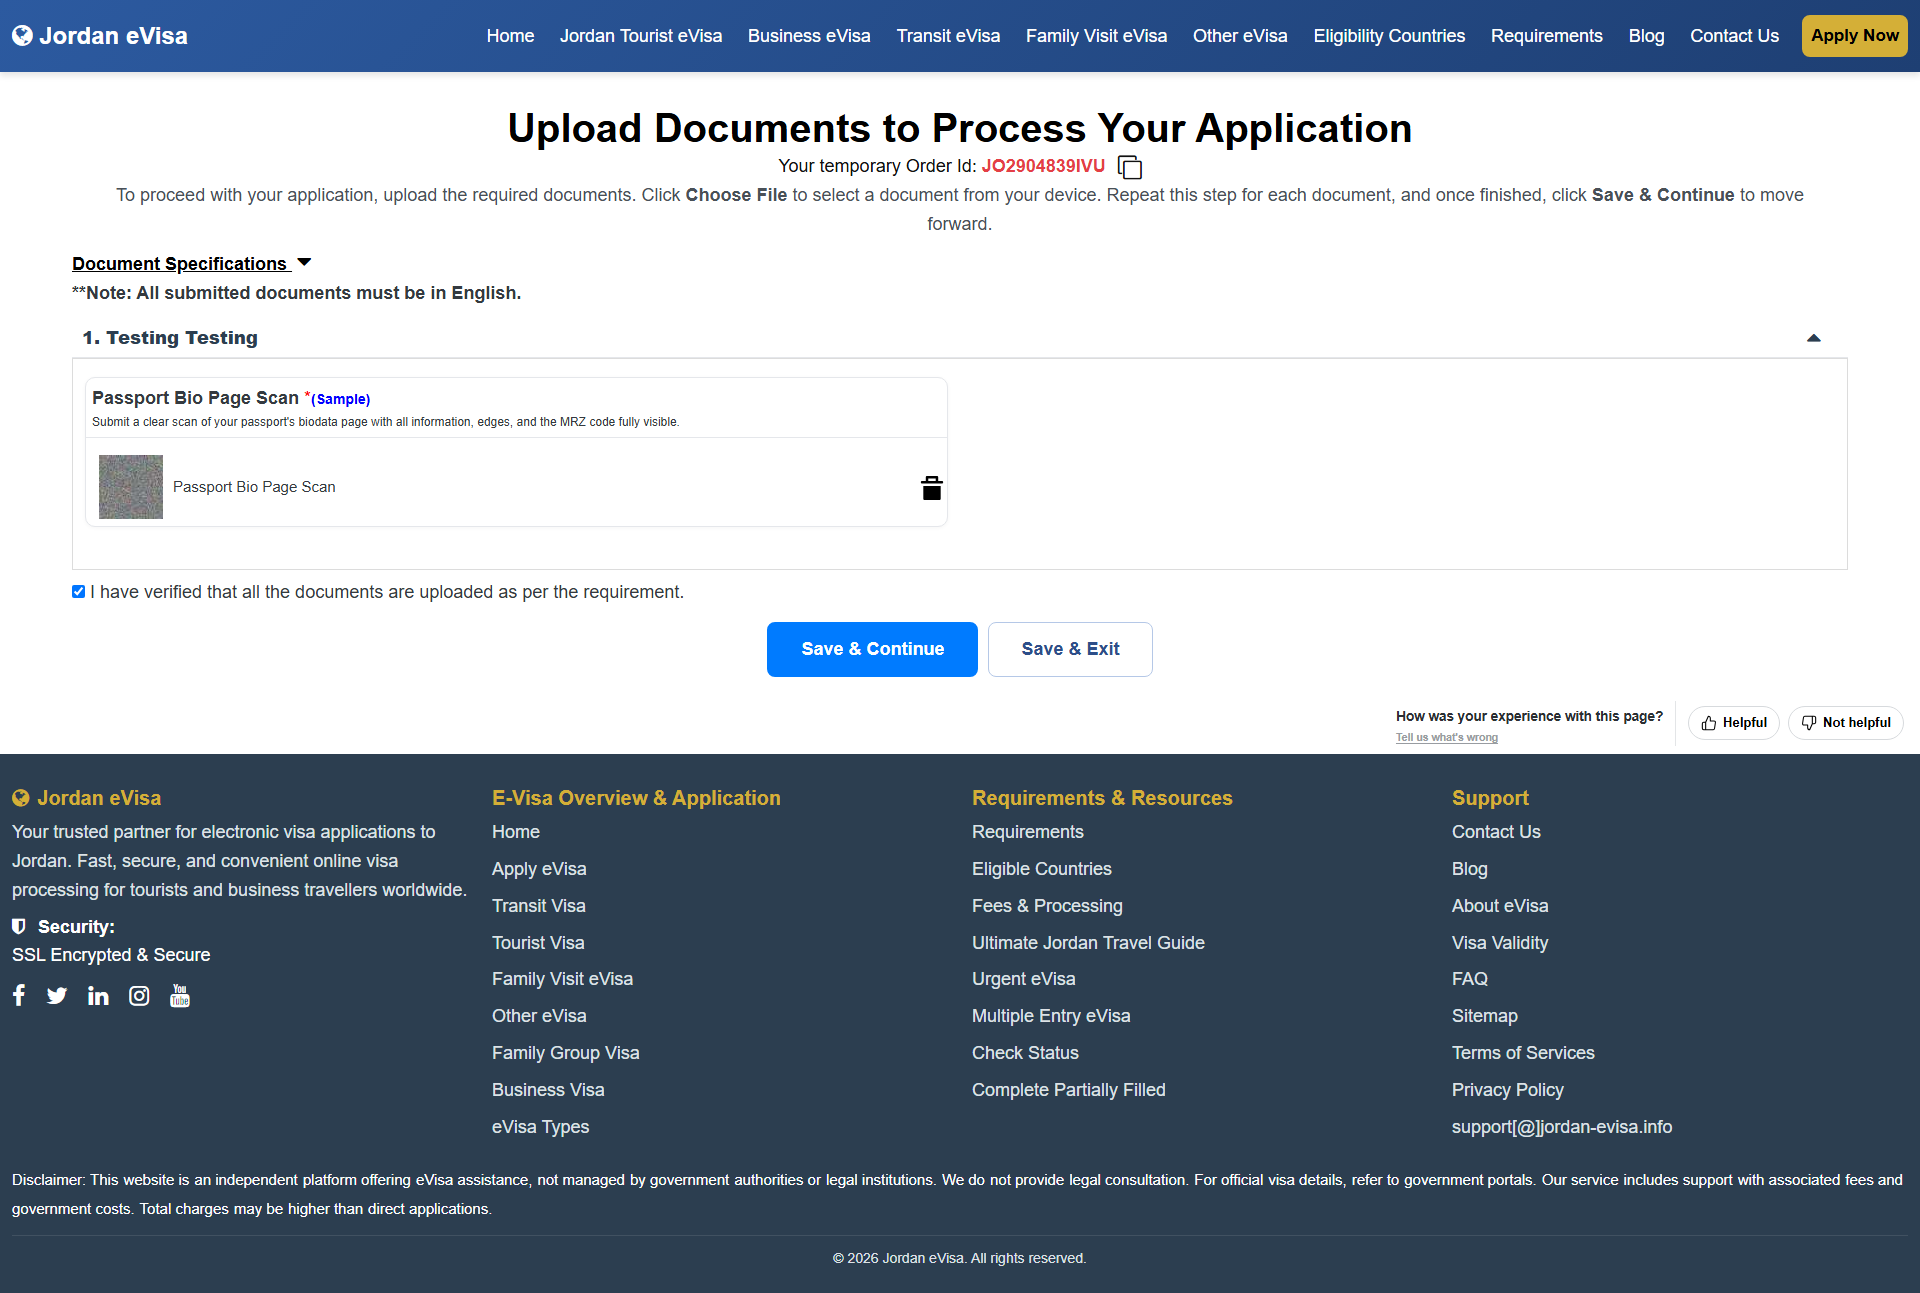 Jordan eVisa
Home
Jordan Tourist eVisa
Business eVisa
Transit eVisa
Family Visit eVisa
Other eVisa
Eligibility Countries
Requirements
Blog
Contact Us
Apply Now
Upload Documents to Process Your Application
Your temporary Order Id: JO2904839IVU
To proceed with your application, upload the required documents. Click Choose File to select a document from your device. Repeat this step for each document, and once finished, click Save & Continue to move
forward.
Document Specifications
**Note: All submitted documents must be in English.
1. Testing Testing
Passport Bio Page Scan *(Sample)
Submit a clear scan of your passport's biodata page with all information, edges, and the MRZ code fully visible.
Passport Bio Page Scan
I have verified that all the documents are uploaded as per the requirement.
Save & Continue
Save & Exit
How was your experience with this page?
Tell us what's wrong
Helpful
Not helpful
Jordan eVisa
Your trusted partner for electronic visa applications to
Jordan. Fast, secure, and convenient online visa
processing for tourists and business travellers worldwide.
Security:
SSL Encrypted & Secure
You
Tube
E-Visa Overview & Application
Home
Apply eVisa
Transit Visa
Tourist Visa
Family Visit eVisa
Other eVisa
Family Group Visa
Business Visa
eVisa Types
Requirements & Resources
Requirements
Eligible Countries
Fees & Processing
Ultimate Jordan Travel Guide
Urgent eVisa
Multiple Entry eVisa
Check Status
Complete Partially Filled
Support
Contact Us
Blog
About eVisa
Visa Validity
FAQ
Sitemap
Terms of Services
Privacy Policy
support[@]jordan-evisa.info
Disclaimer: This website is an independent platform offering eVisa assistance, not managed by government authorities or legal institutions. We do not provide legal consultation. For official visa details, refer to government portals. Our service includes support with associated fees and
government costs. Total charges may be higher than direct applications.
© 2026 Jordan eVisa. All rights reserved.